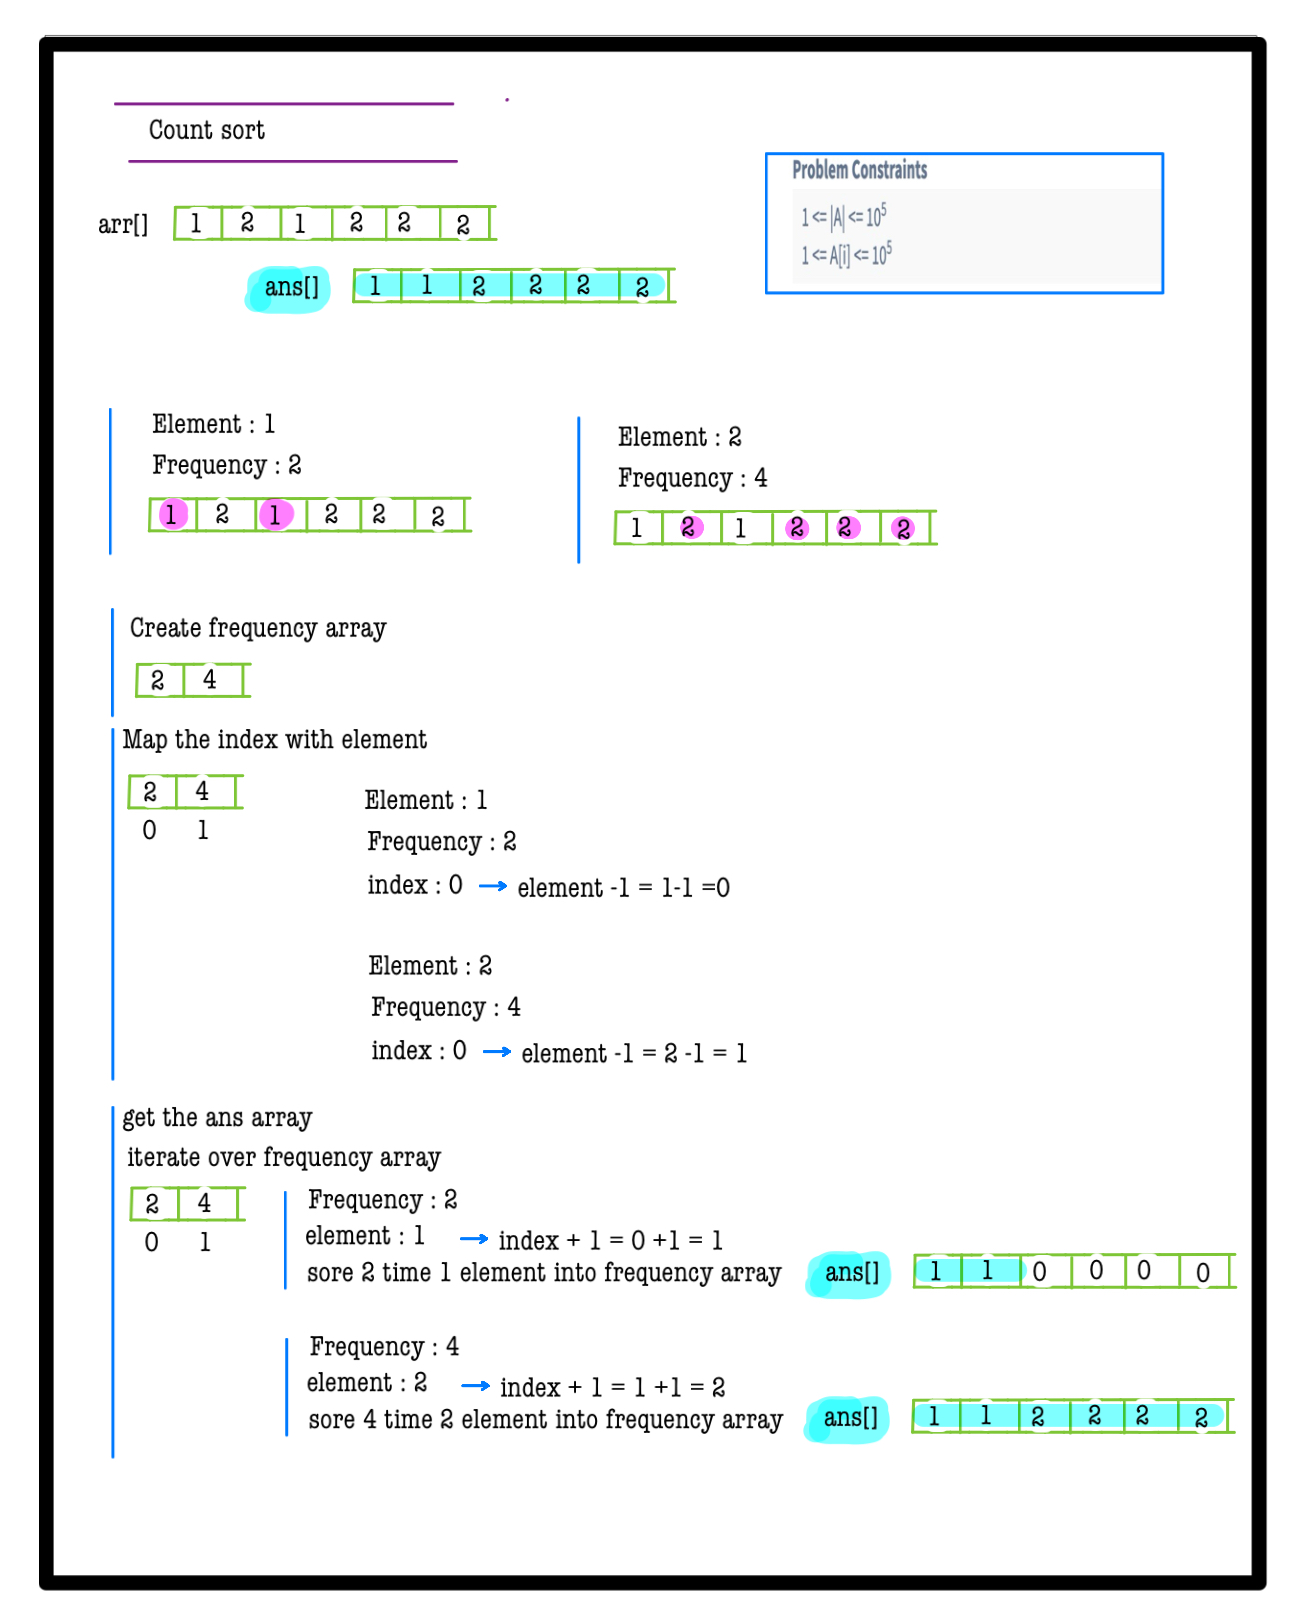 Count sort
Problem Constraints
1 <= |A| <= 10^5
1 <= A[i] <= 10^5
arr[] 1 2 1 2 2 2
ans[] 1 1 2 2 2 2
Element : 1
Frequency : 2
1 2 1 2 2 2
Element : 2
Frequency : 4
1 2 1 2 2 2
Create frequency array
2 4
Map the index with element
2 4
0 1
Element : 1
Frequency : 2
index : 0 → element -1 = 1-1 =0
Element : 2
Frequency : 4
index : 0 → element -1 = 2 -1 = 1
get the ans array
iterate over frequency array
2 4
0 1
Frequency : 2
element : 1 → index + 1 = 0 +1 = 1
sore 2 time 1 element into frequency array
ans[] 1 1 0 0 0 0
Frequency : 4
element : 2 → index + 1 = 1 +1 = 2
sore 4 time 2 element into frequency array
ans[] 1 1 2 2 2 2